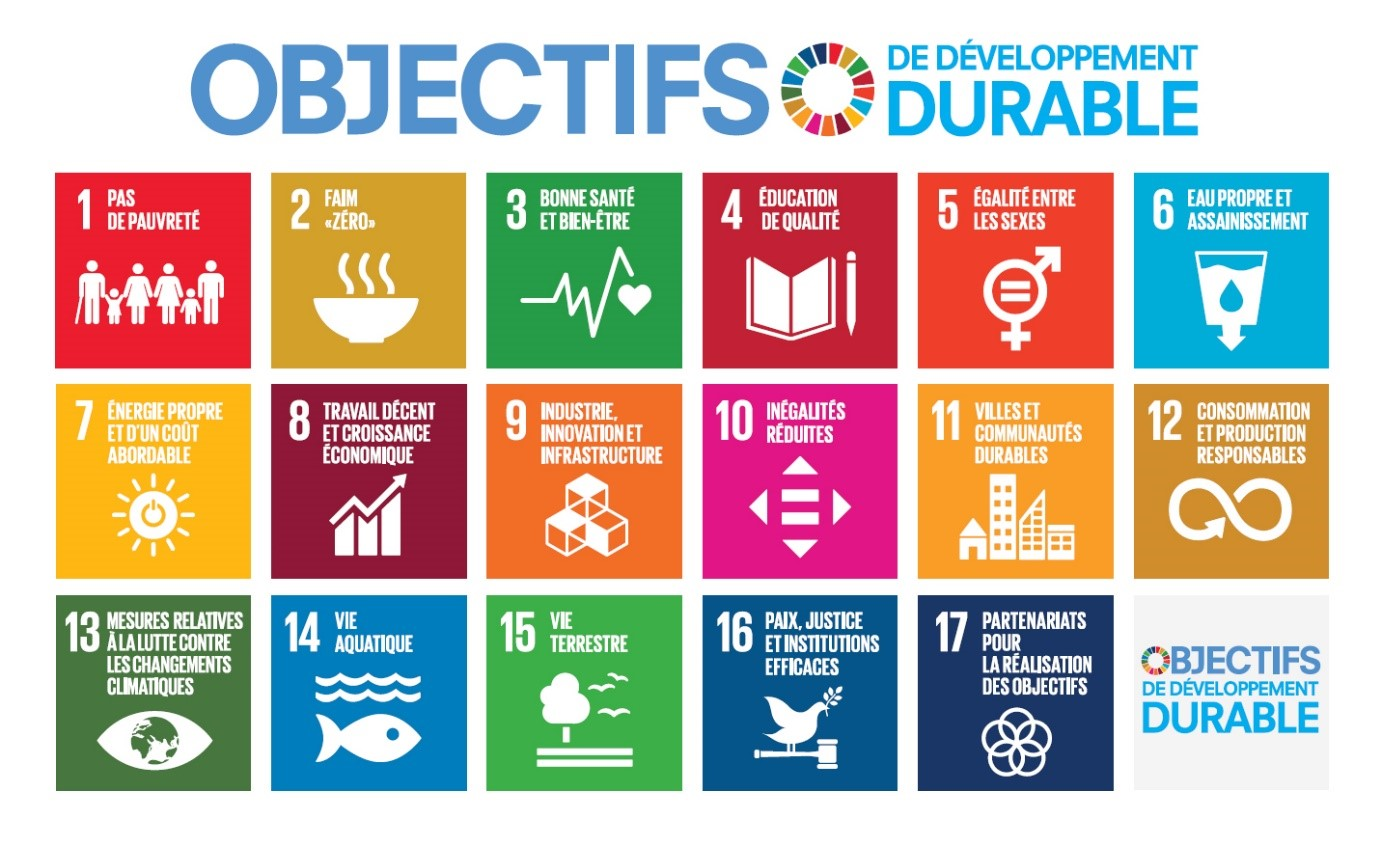 OBJECTIFS
DE DÉVELOPPEMENT
DURABLE
1 PAS
DE PAUVRETÉ
2 FAIM
«ZÉRO»
3 BONNE SANTÉ
ET BIEN-ÊTRE
4 ÉDUCATION
DE QUALITÉ
5 ÉGALITÉ ENTRE
LES SEXES
6 EAU PROPRE ET
ASSAINISSEMENT
7 ÉNERGIE PROPRE
ET D'UN COÛT
ABORDABLE
8 TRAVAIL DÉCENT
ET CROISSANCE
ÉCONOMIQUE
9 INDUSTRIE,
INNOVATION ET
INFRASTRUCTURE
10 INÉGALITÉS
RÉDUITES
11 VILLES ET
COMMUNAUTÉS
DURABLES
12 CONSOMMATION
ET PRODUCTION
RESPONSABLES
13 MESURES RELATIVES
À LA LUTTE CONTRE
LES CHANGEMENTS
CLIMATIQUES
14 VIE
AQUATIQUE
15 VIE
TERRESTRE
16 PAIX, JUSTICE
ET INSTITUTIONS
EFFICACES
17 PARTENARIATS
POUR
LA RÉALISATION
DES OBJECTIFS
OBJECTIFS
DE DÉVELOPPEMENT
DURABLE